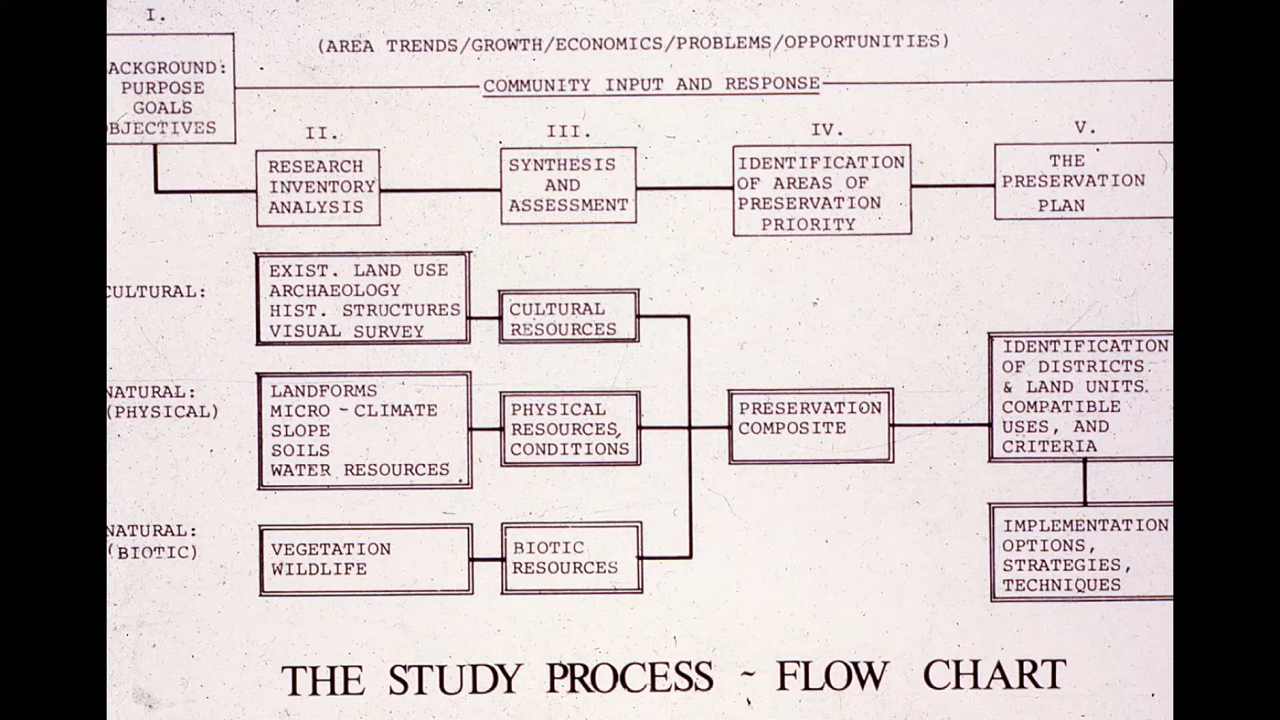 I.
(AREA TRENDS/GROWTH/ECONOMICS/PROBLEMS/OPPORTUNITIES)
ACKGROUND:
PURPOSE
GOALS
BJECTIVES
COMMUNITY INPUT AND RESPONSE
II.
III.
IV.
V.
RESEARCH
INVENTORY
ANALYSIS
SYNTHESIS
AND
ASSESSMENT
IDENTIFICATION
OF AREAS OF
PRESERVATION
PRIORITY
THE
PRESERVATION
PLAN
CULTURAL:
EXIST. LAND USE
ARCHAEOLOGY
HIST. STRUCTURES
VISUAL SURVEY
CULTURAL
RESOURCES
NATURAL:
(PHYSICAL)
LANDFORMS
MICRO-CLIMATE
SLOPE
SOILS
WATER RESOURCES
PHYSICAL
RESOURCES,
CONDITIONS
PRESERVATION
COMPOSITE
IDENTIFICATION
OF DISTRICTS
& LAND UNITS.
COMPATIBLE
USES, AND
CRITERIA
NATURAL:
(BIOTIC)
VEGETATION
WILDLIFE
BIOTIC
RESOURCES
IMPLEMENTATION
OPTIONS,
STRATEGIES,
TECHNIQUES
THE STUDY PROCESS ~ FLOW CHART